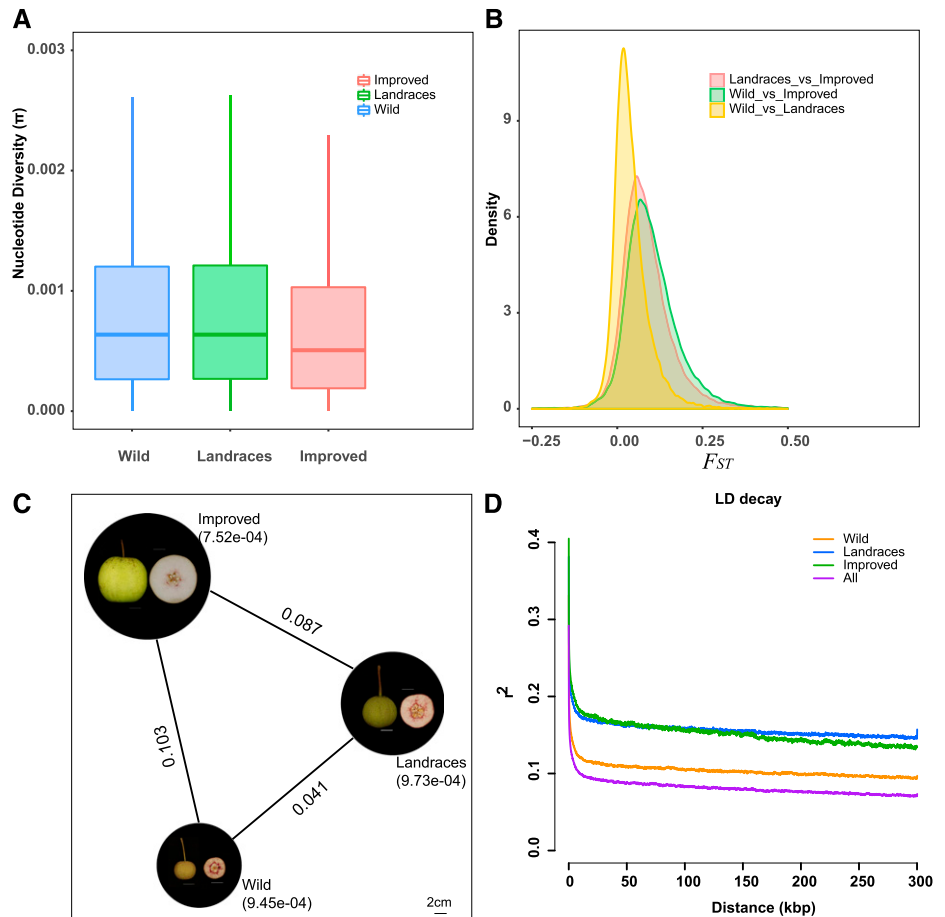 A
0.003
0.002
0.001
0.000
Nucleotide Diversity (π)
Improved
Landraces
Wild
Wild
Landraces
Improved
B
9
6
3
0
Density
Landraces_vs_Improved
Wild_vs_Improved
Wild_vs_Landraces
−0.25
0.00
0.25
0.50
FST
C
Improved
(7.52e-04)
0.087
0.103
0.041
Landraces
(9.73e-04)
Wild
(9.45e-04)
2cm
D
LD decay
Wild
Landraces
Improved
All
0.4
0.3
0.2
0.1
0.0
r2
0
50
100
150
200
250
300
Distance (kbp)